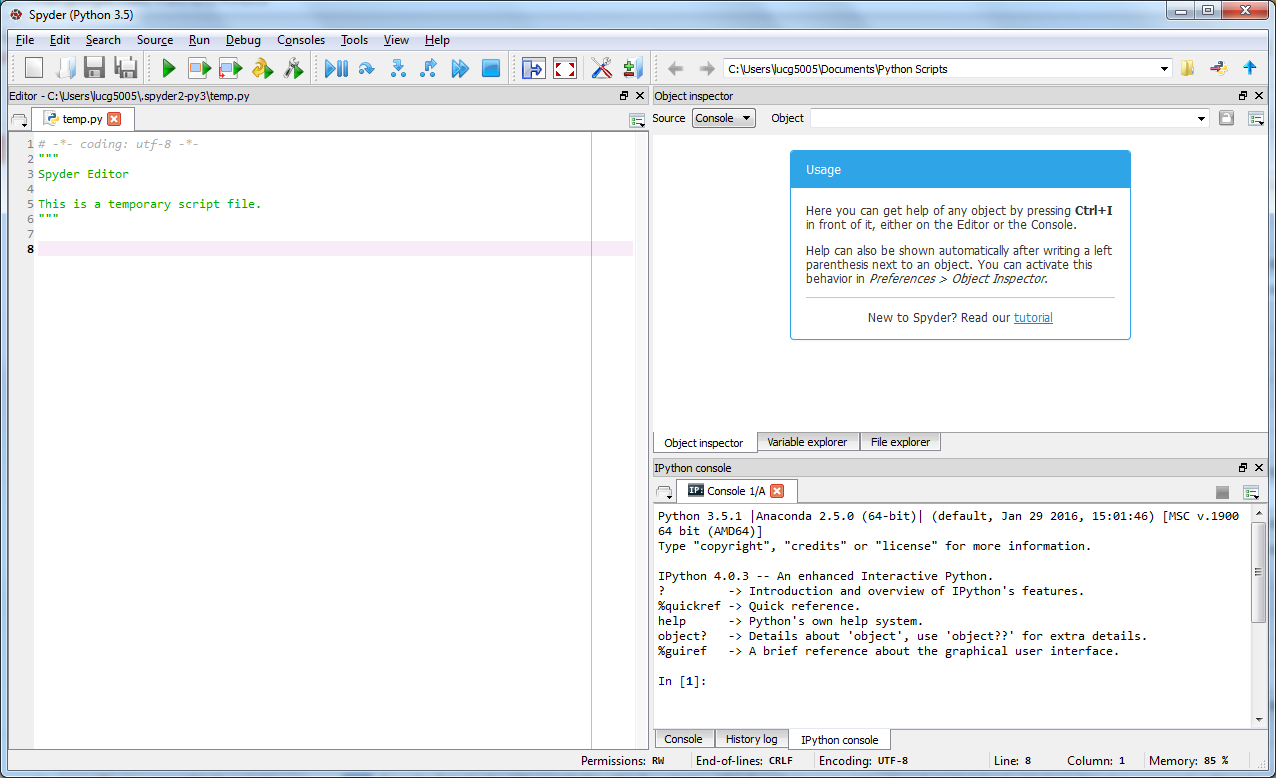 Spyder (Python 3.5)
File Edit Search Source Run Debug Consoles Tools View Help
C:\Users\lucg5005\Documents\Python Scripts
Editor - C:\Users\lucg5005\.spyder2-py3\temp.py
temp.py
1 # -*- coding: utf-8 -*-
2 """
3 Spyder Editor
4
5 This is a temporary script file.
6 """
7
8
Object inspector
Source Console Object
Usage
Here you can get help of any object by pressing Ctrl+I
in front of it, either on the Editor or the Console.
Help can also be shown automatically after writing a left
parenthesis next to an object. You can activate this
behavior in Preferences > Object Inspector.
New to Spyder? Read our tutorial
Object inspector Variable explorer File explorer
IPython console
IP: Console 1/A
Python 3.5.1 |Anaconda 2.5.0 (64-bit)| (default, Jan 29 2016, 15:01:46) [MSC v.1900
64 bit (AMD64)]
Type "copyright", "credits" or "license" for more information.
IPython 4.0.3 -- An enhanced Interactive Python.
? -> Introduction and overview of IPython's features.
%quickref -> Quick reference.
help -> Python's own help system.
object? -> Details about 'object', use 'object??' for extra details.
%guiref -> A brief reference about the graphical user interface.
In [1]:
Console History log IPython console
Permissions: RW End-of-lines: CRLF Encoding: UTF-8 Line: 8 Column: 1 Memory: 85 %